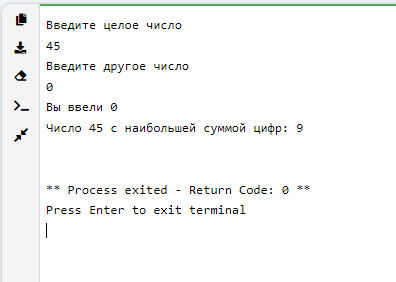 Введите целое число
45
Введите другое число
0
Вы ввели 0
Число 45 с наибольшей суммой цифр: 9
** Process exited - Return Code: 0 **
Press Enter to exit terminal